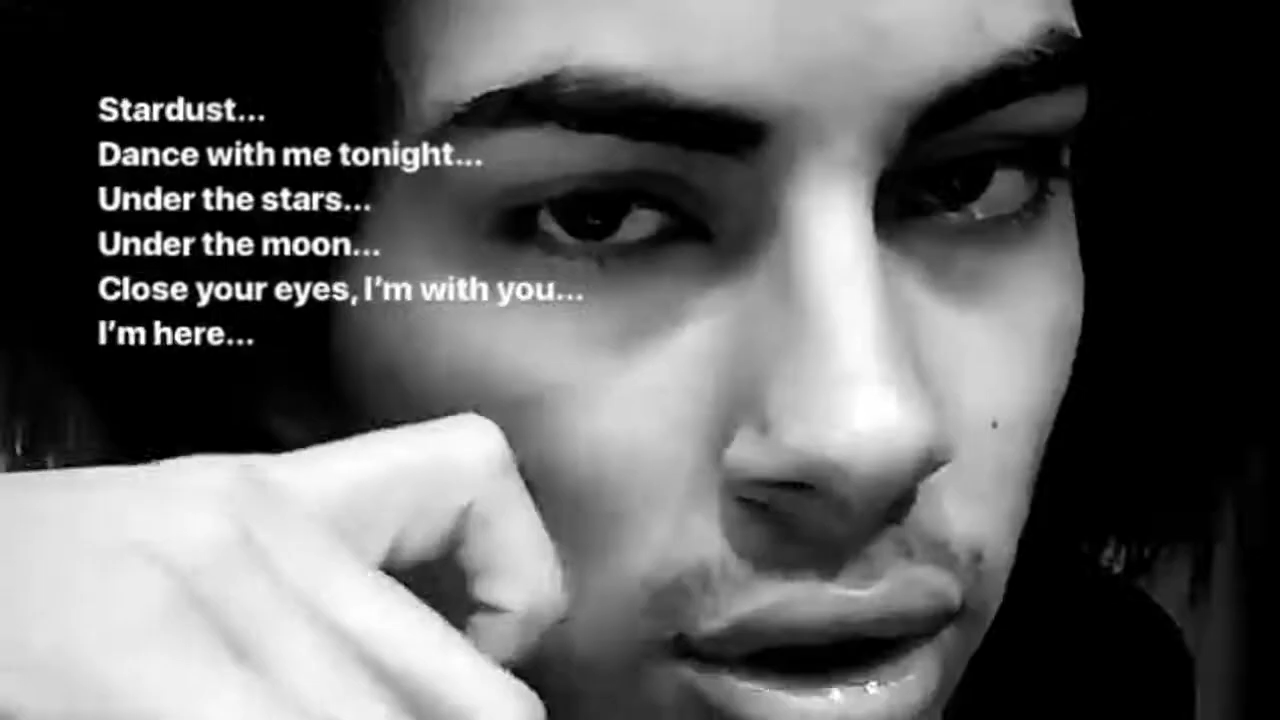 Stardust...
Dance with me tonight...
Under the stars...
Under the moon...
Close your eyes, I'm with you...
I'm here...